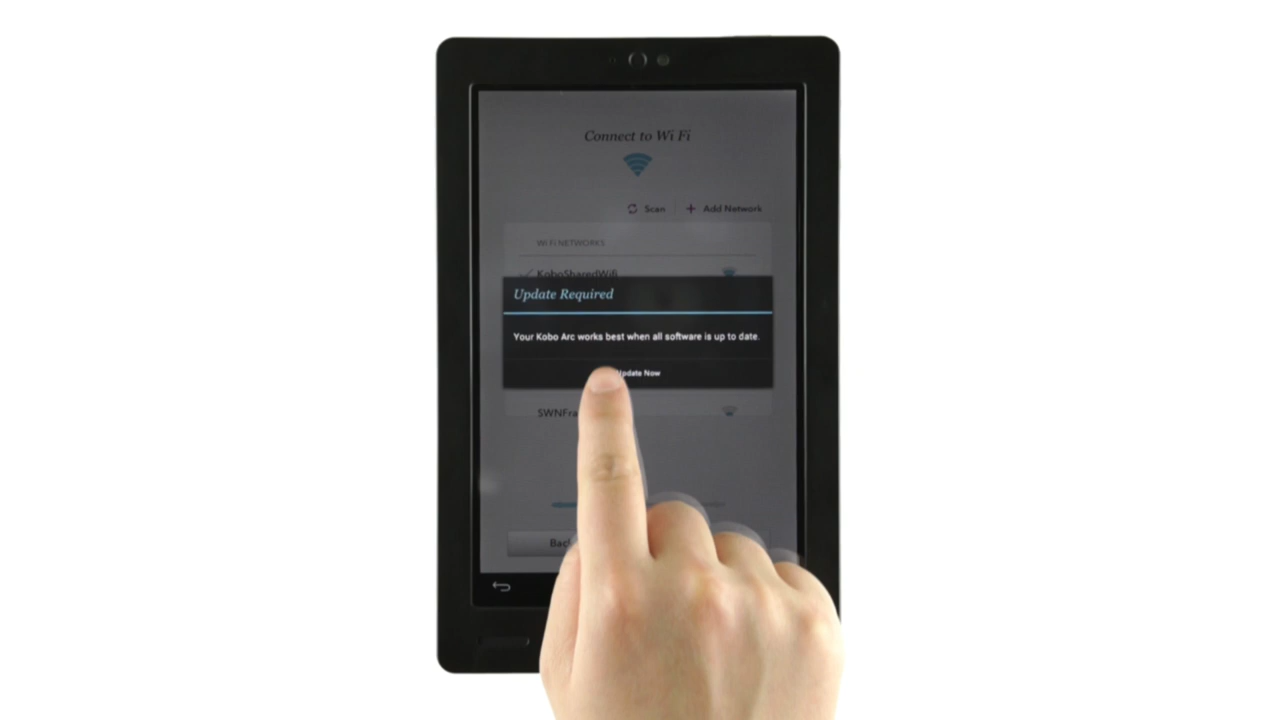 Connect to Wi Fi
Scan
Add Network
WI FI NETWORKS
KoboSharedWifi
Update Required
Your Kobo Arc works best when all software is up to date.
Update Now
SWNFra
Back